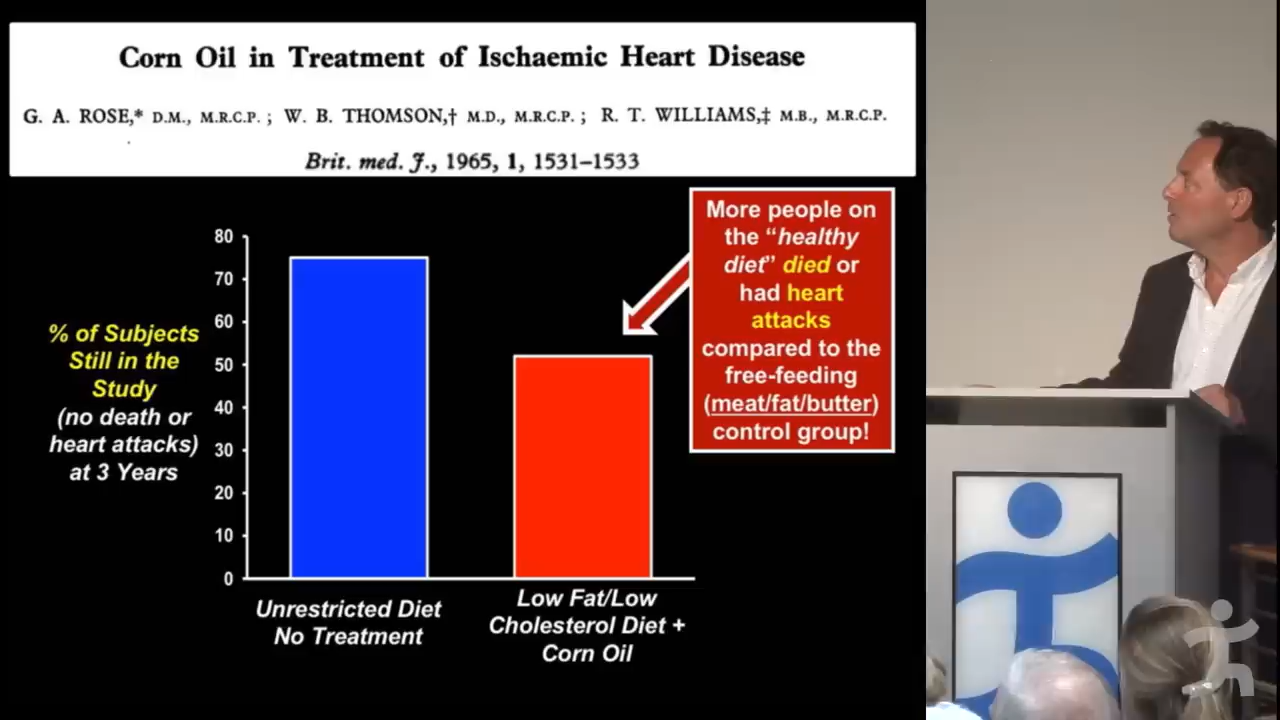 Corn Oil in Treatment of Ischaemic Heart Disease
G. A. ROSE,* D.M., M.R.C.P. ; W. B. THOMSON,† M.D., M.R.C.P. ; R. T. WILLIAMS,‡ M.B., M.R.C.P.
Brit. med. J., 1965, 1, 1531–1533
More people on
the “healthy
diet” died or
had heart
attacks
compared to the
free-feeding
(meat/fat/butter)
control group!
% of Subjects
Still in the
Study
(no death or
heart attacks)
at 3 Years
80
70
60
50
40
30
20
10
0
Unrestricted Diet
No Treatment
Low Fat/Low
Cholesterol Diet +
Corn Oil